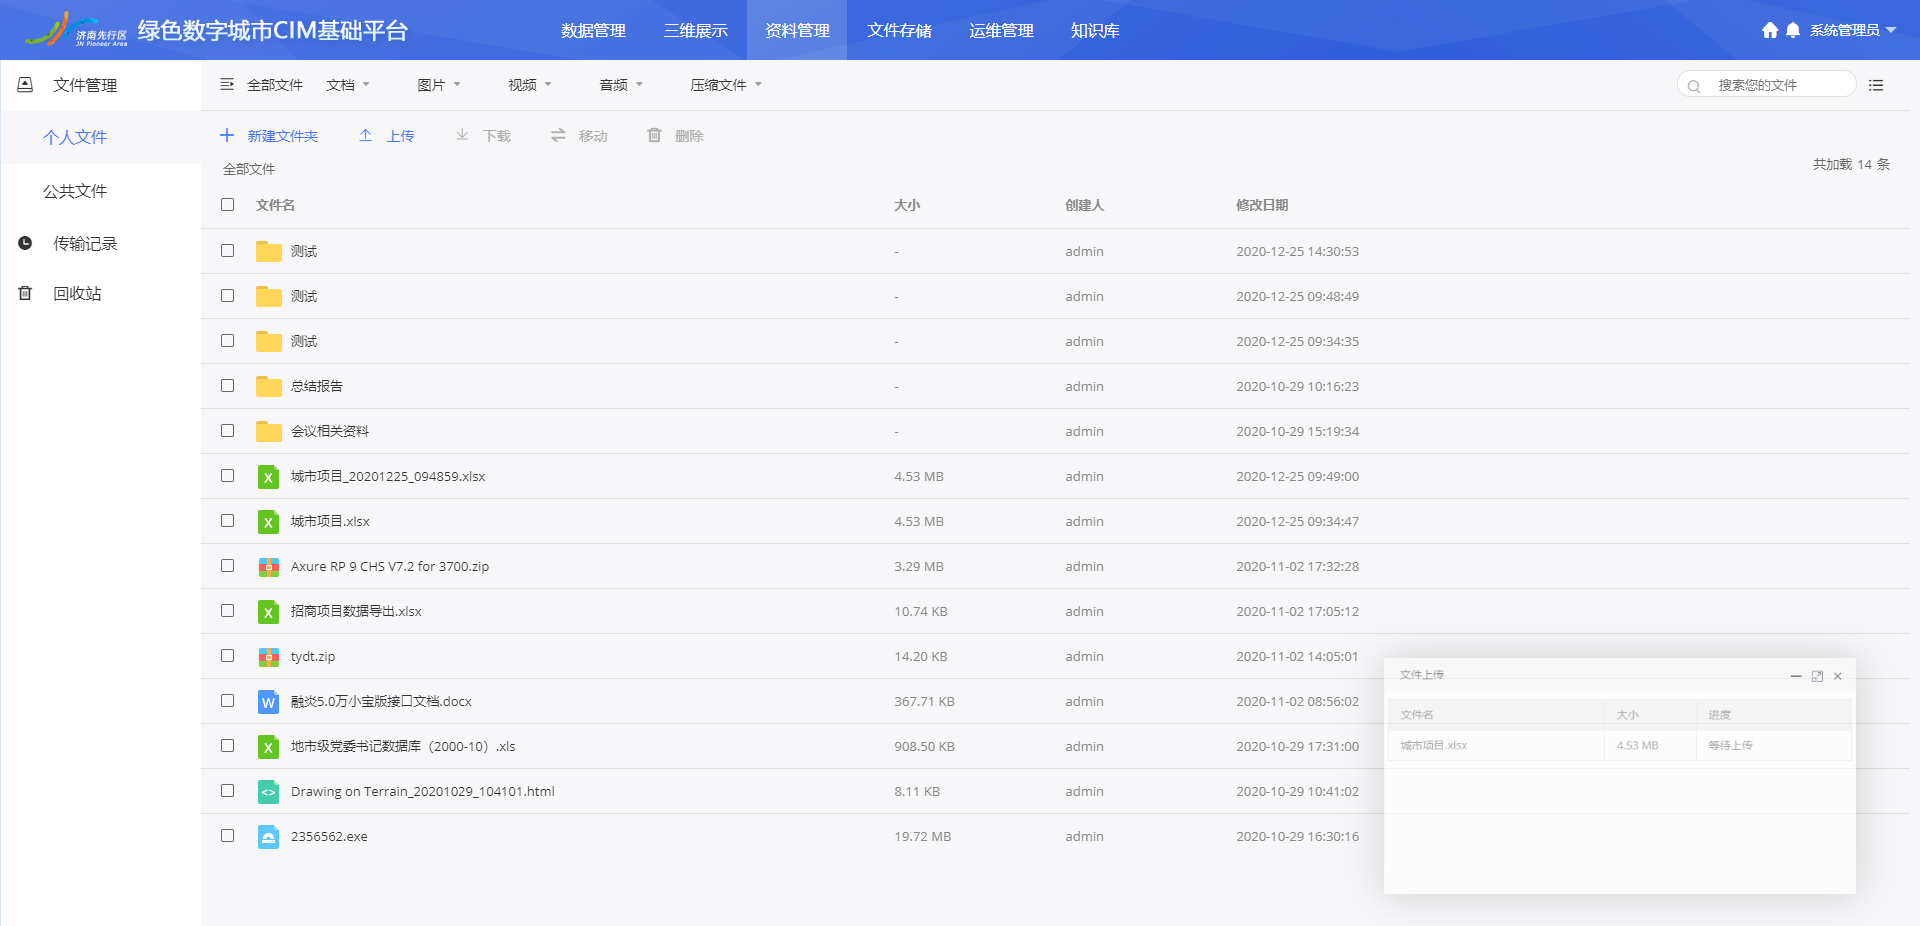 济南先行区
JN Pioneer Area
绿色数字城市CIM基础平台
数据管理 三维展示 资料管理 文件存储 运维管理 知识库
系统管理员
文件管理
个人文件
公共文件
传输记录
回收站
全部文件 文档 图片 视频 音频 压缩文件
搜索您的文件
新建文件夹 上传 下载 移动 删除
全部文件
共加载 14 条
文件名 大小 创建人 修改日期
测试 - admin 2020-12-25 14:30:53
测试 - admin 2020-12-25 09:48:49
测试 - admin 2020-12-25 09:34:35
总结报告 - admin 2020-10-29 10:16:23
会议相关资料 - admin 2020-10-29 15:19:34
城市项目_20201225_094859.xlsx 4.53 MB admin 2020-12-25 09:49:00
城市项目.xlsx 4.53 MB admin 2020-12-25 09:34:47
Axure RP 9 CHS V7.2 for 3700.zip 3.29 MB admin 2020-11-02 17:32:28
招商项目数据导出.xlsx 10.74 KB admin 2020-11-02 17:05:12
tydt.zip 14.20 KB admin 2020-11-02 14:05:01
融炎5.0万小宝版接口文档.docx 367.71 KB admin 2020-11-02 08:56:02
地市级党委书记数据库（2000-10）.xls 908.50 KB admin 2020-10-29 17:31:00
Drawing on Terrain_20201029_104101.html 8.11 KB admin 2020-10-29 10:41:02
2356562.exe 19.72 MB admin 2020-10-29 16:30:16
文件上传
文件名 大小 进度
城市项目.xlsx 4.53 MB 等待上传